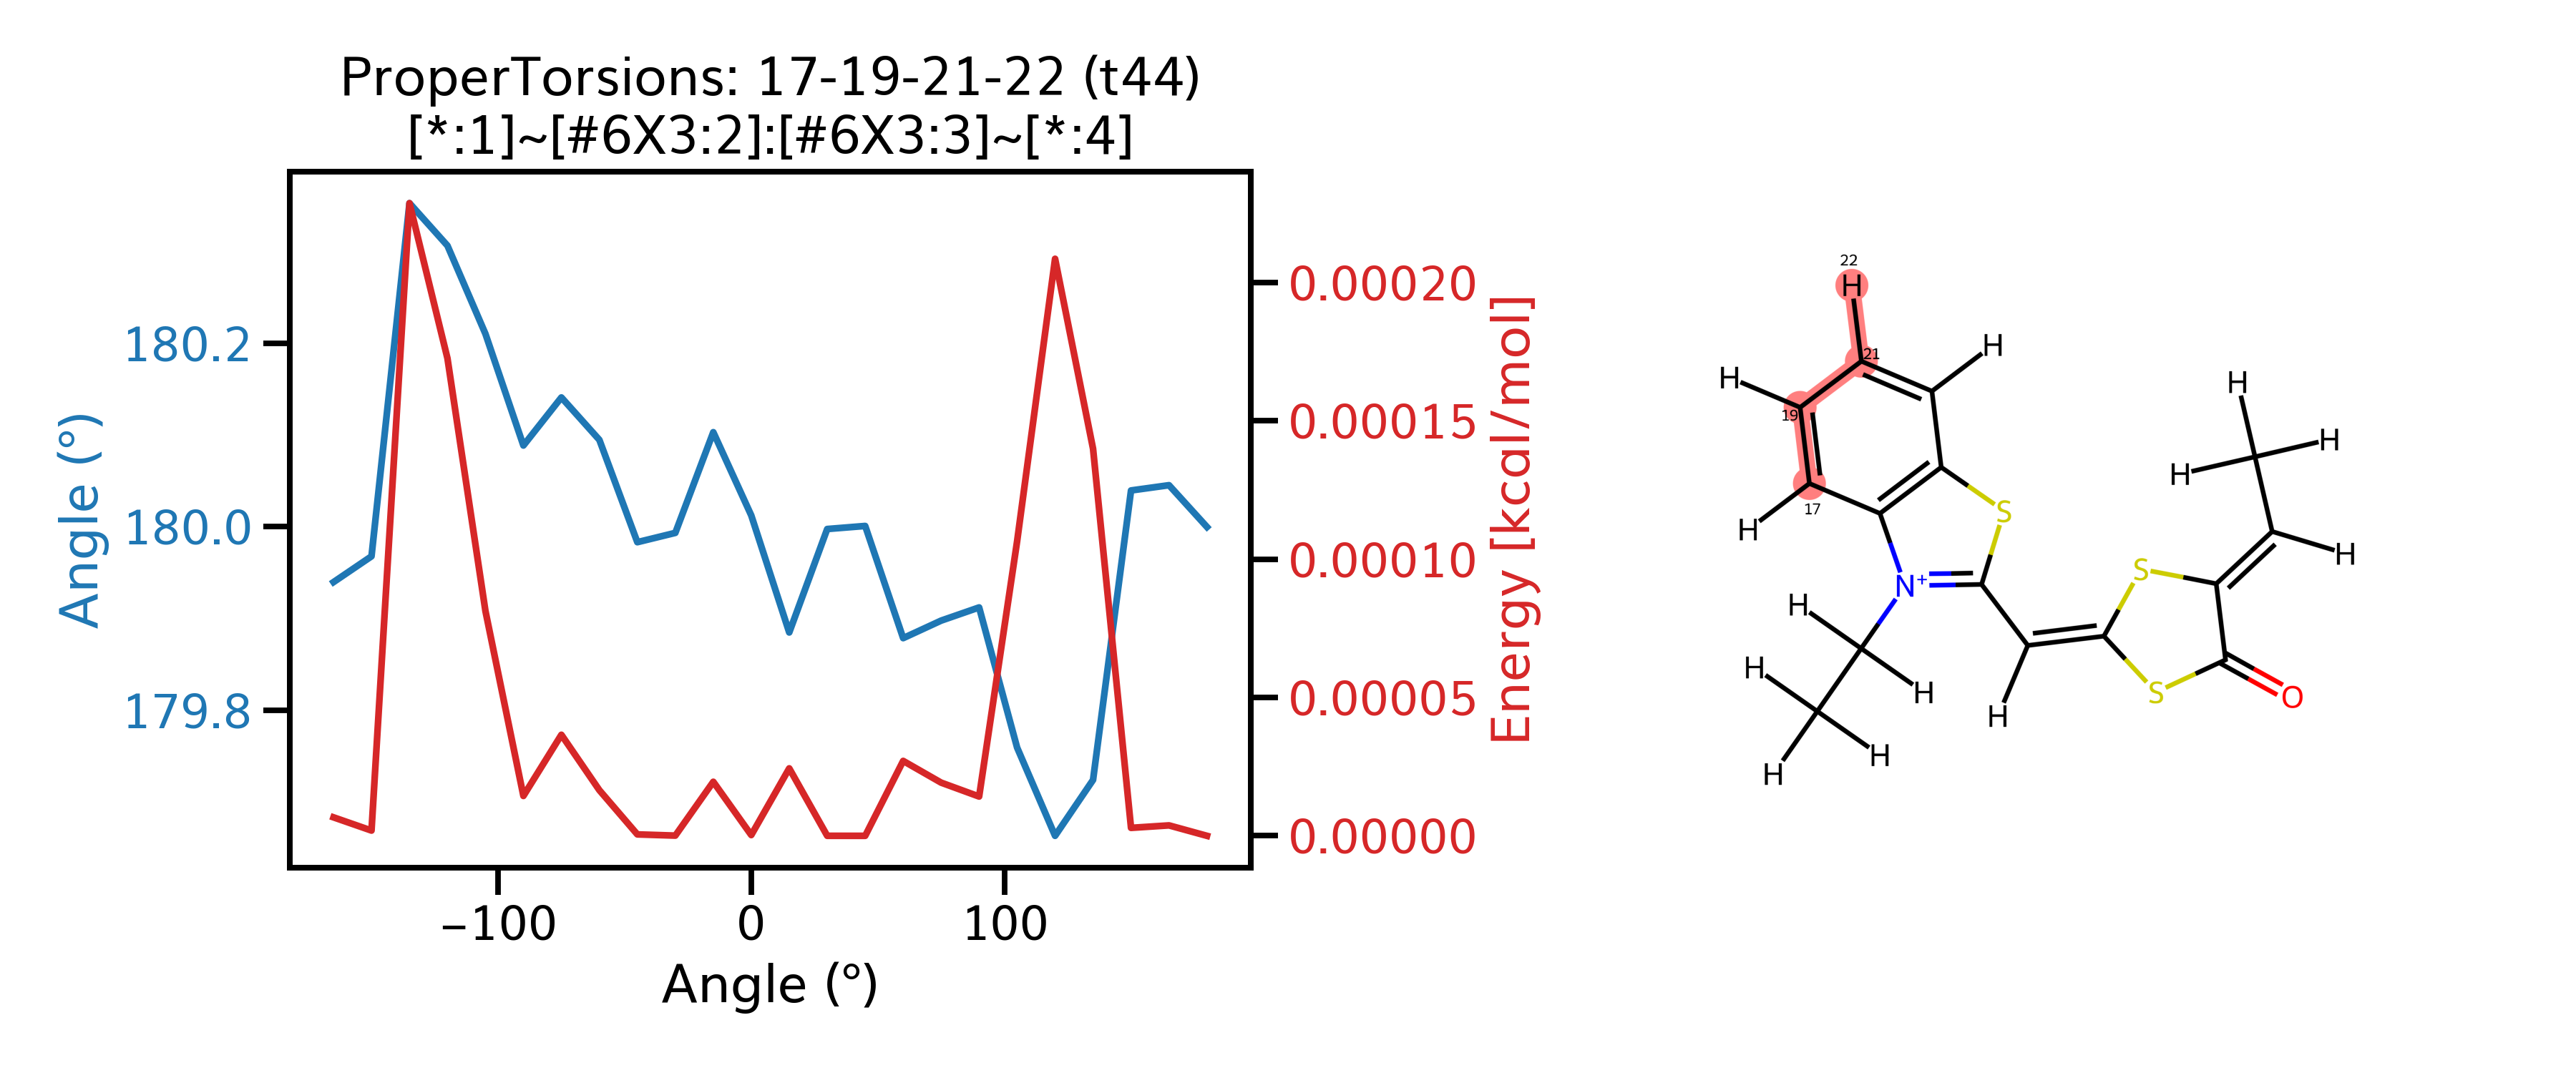 ProperTorsions: 17-19-21-22 (t44)
[*:1]~[#6X3:2]:[#6X3:3]~[*:4]
Angle (°)
180.2
180.0
179.8
−100
0
100
Angle (°)
0.00020
0.00015
0.00010
0.00005
0.00000
Energy [kcal/mol]
22
H
21
H
H
19
17
H
S
N⁺
H
H
H
H
H
H
H
H
H
H
S
H
S
O